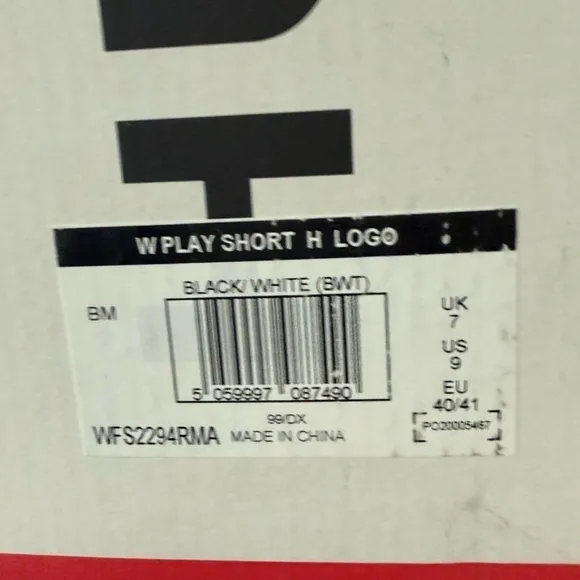 W PLAY SHORT H LOGO
BLACK/WHITE (BWT)
BM
5 059997 087490
UK
7
US
9
EU
40/41
99/DX
WFS2294RMA MADE IN CHINA
PO20005467